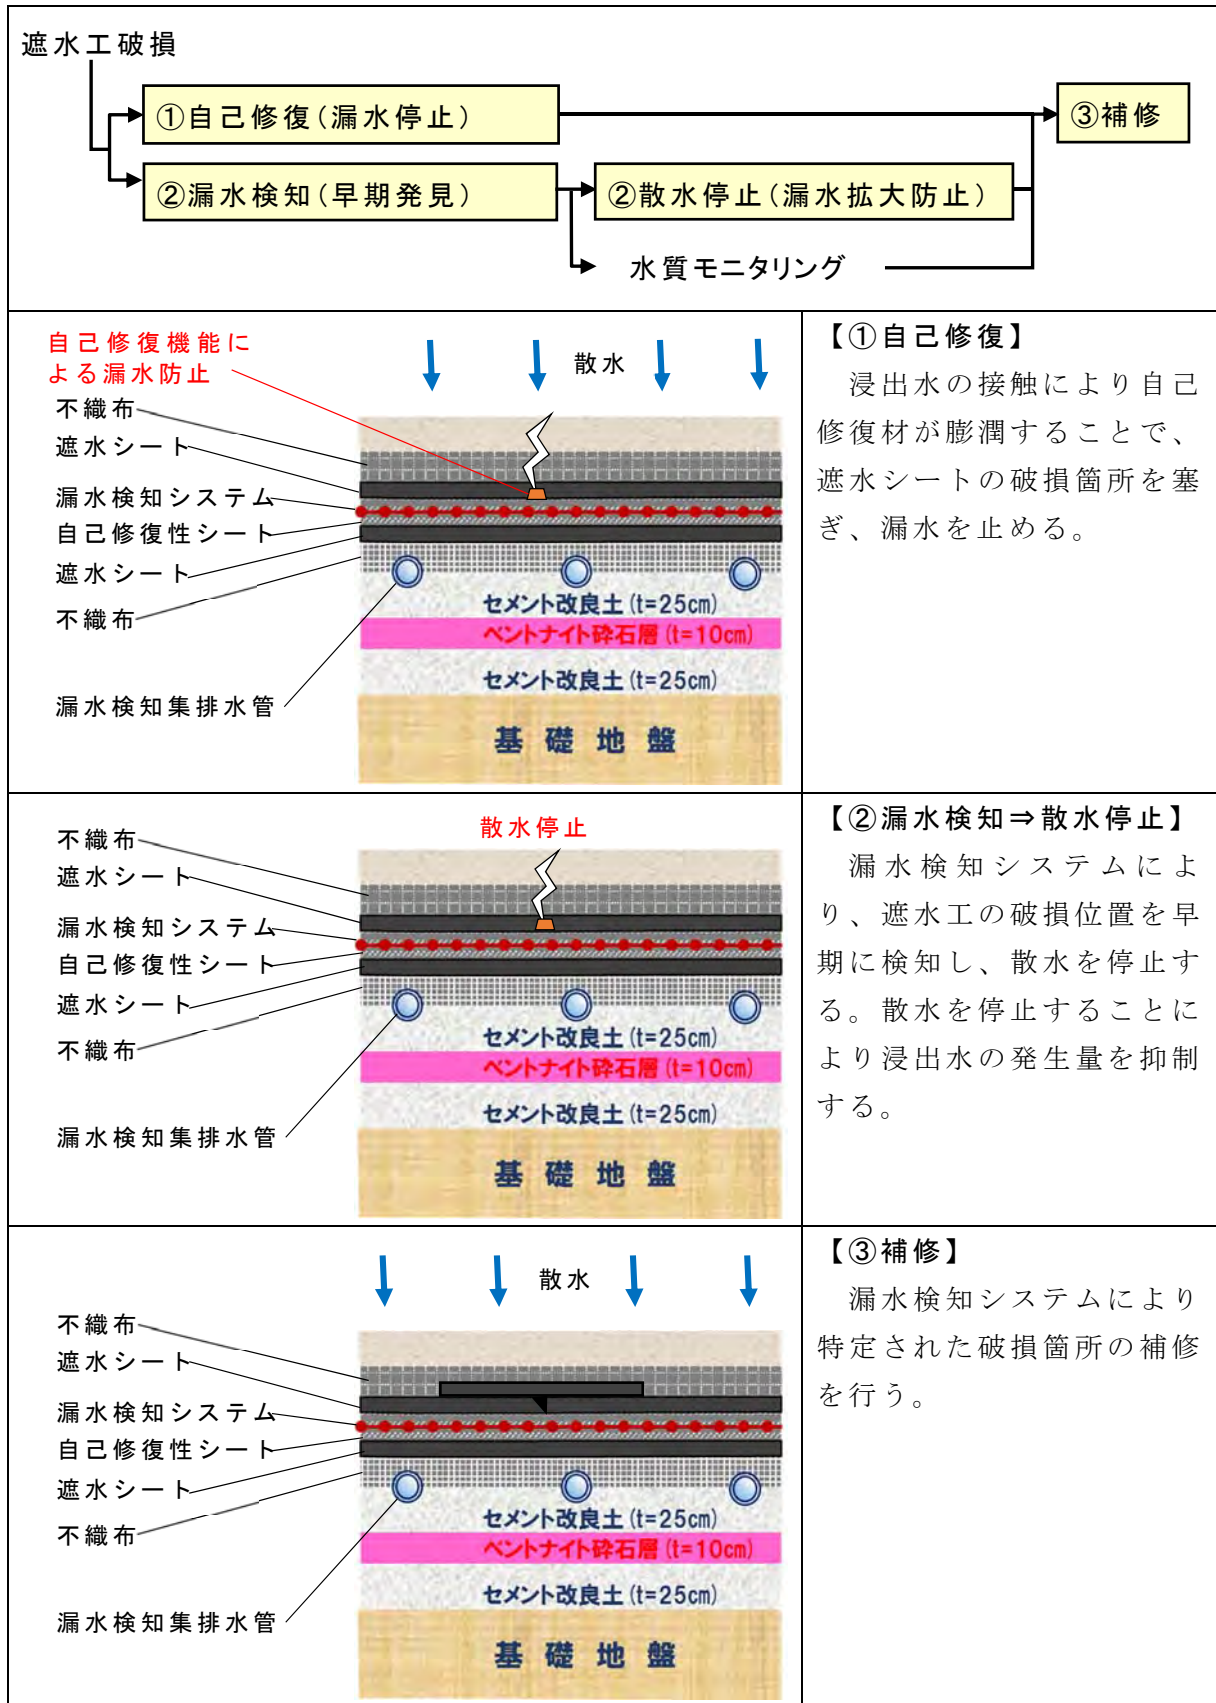 遮水工破損
①自己修復(漏水停止)
③補修
②漏水検知(早期発見)
②散水停止(漏水拡大防止)
水質モニタリング
自己修復機能に
よる漏水防止
散水
不織布
遮水シート
漏水検知システム
自己修復性シート
遮水シート
不織布
漏水検知集排水管
セメント改良土(t=25cm)
ベントナイト砕石層(t=10cm)
セメント改良土(t=25cm)
基礎地盤
【①自己修復】
浸出水の接触により自己
修復材が膨潤することで、
遮水シートの破損箇所を塞
ぎ、漏水を止める。
散水停止
不織布
遮水シート
漏水検知システム
自己修復性シート
遮水シート
不織布
漏水検知集排水管
セメント改良土(t=25cm)
ベントナイト砕石層(t=10cm)
セメント改良土(t=25cm)
基礎地盤
【②漏水検知⇒散水停止】
漏水検知システムによ
り、遮水工の破損位置を早
期に検知し、散水を停止す
る。散水を停止することに
より浸出水の発生量を抑制
する。
散水
不織布
遮水シート
漏水検知システム
自己修復性シート
遮水シート
不織布
漏水検知集排水管
セメント改良土(t=25cm)
ベントナイト砕石層(t=10cm)
セメント改良土(t=25cm)
基礎地盤
【③補修】
漏水検知システムにより
特定された破損箇所の補修
を行う。